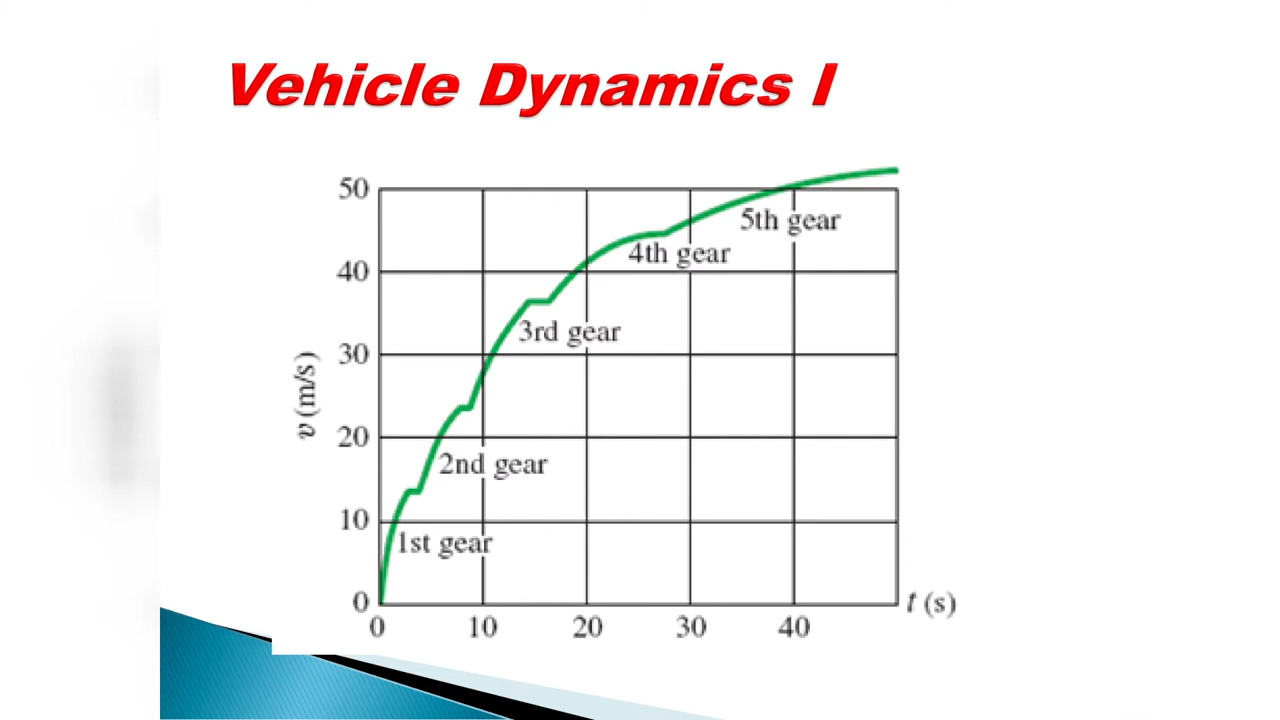 Vehicle Dynamics I
50
40
30
20
10
0
v (m/s)
5th gear
4th gear
3rd gear
2nd gear
1st gear
0 10 20 30 40
t (s)